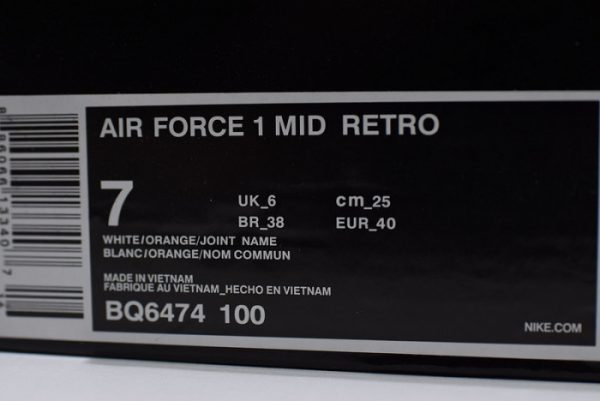 AIR FORCE 1 MID RETRO
7
UK_6 cm_25
BR_38 EUR_40
WHITE/ORANGE/JOINT NAME
BLANC/ORANGE/NOM COMMUN
MADE IN VIETNAM
FABRIQUE AU VIETNAM_HECHO EN VIETNAM
BQ6474 100
NIKE.COM